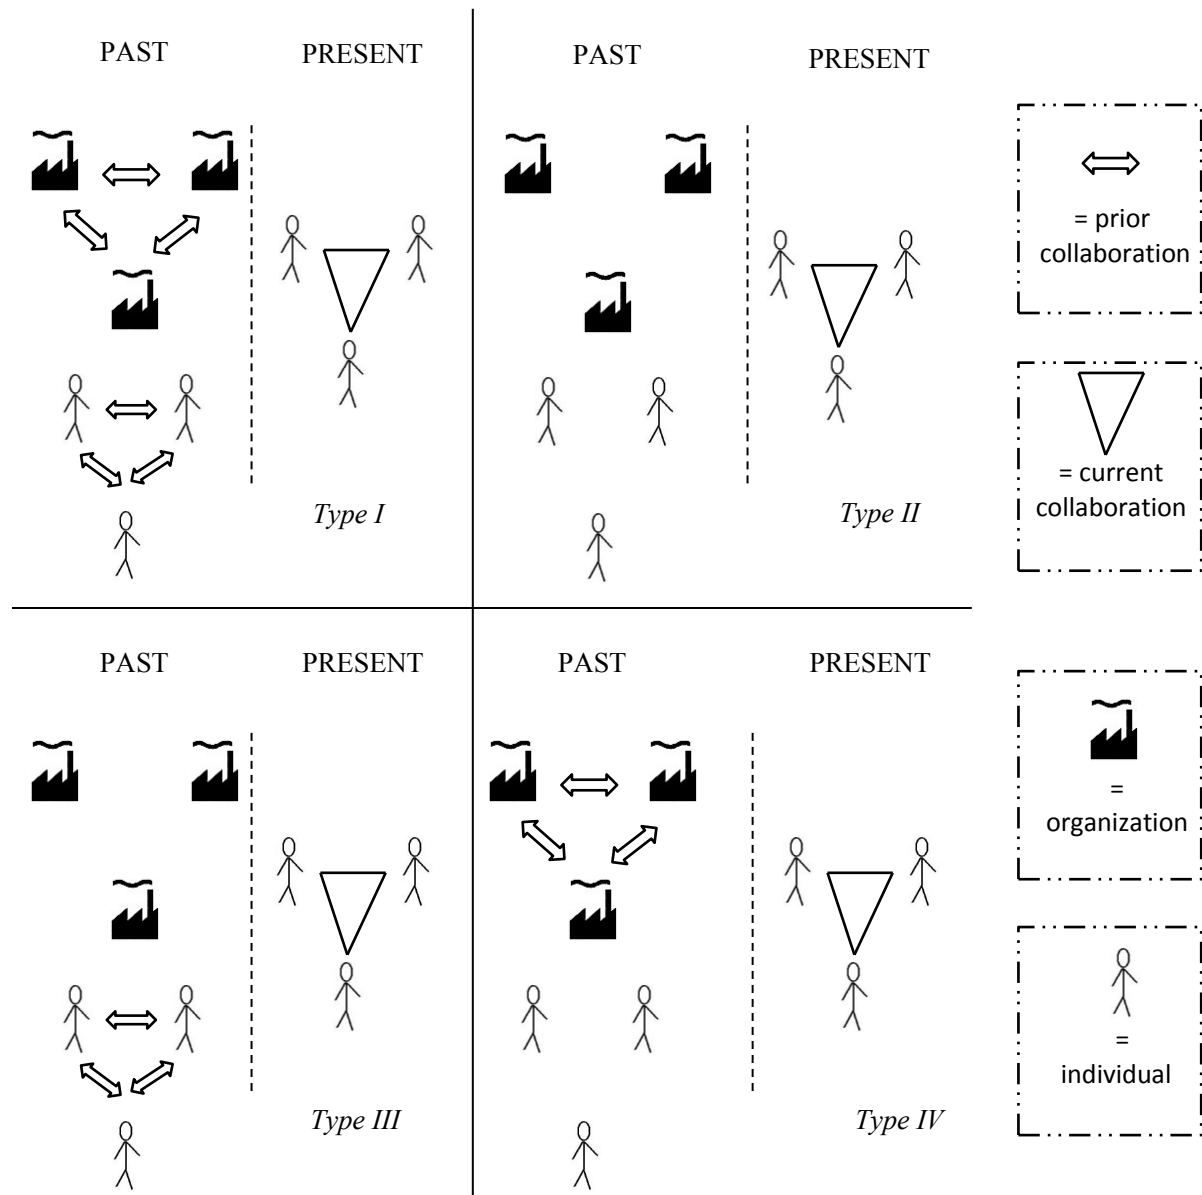 PAST
PRESENT
Type I
PAST
PRESENT
Type II
= prior
collaboration
= current
collaboration
PAST
PRESENT
Type III
PAST
PRESENT
Type IV
=
organization
=
individual